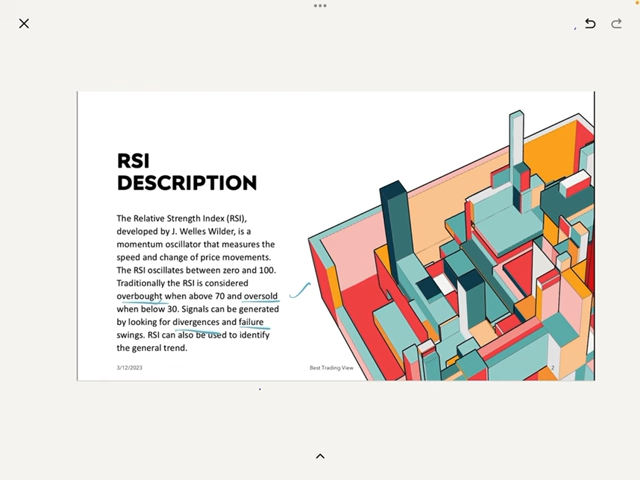 RSI
DESCRIPTION
The Relative Strength Index (RSI),
developed by J. Welles Wilder, is a
momentum oscillator that measures the
speed and change of price movements.
The RSI oscillates between zero and 100.
Traditionally the RSI is considered
overbought when above 70 and oversold
when below 30. Signals can be generated
by looking for divergences and failure
swings. RSI can also be used to identify
the general trend.
3/12/2023
Best Trading View
2